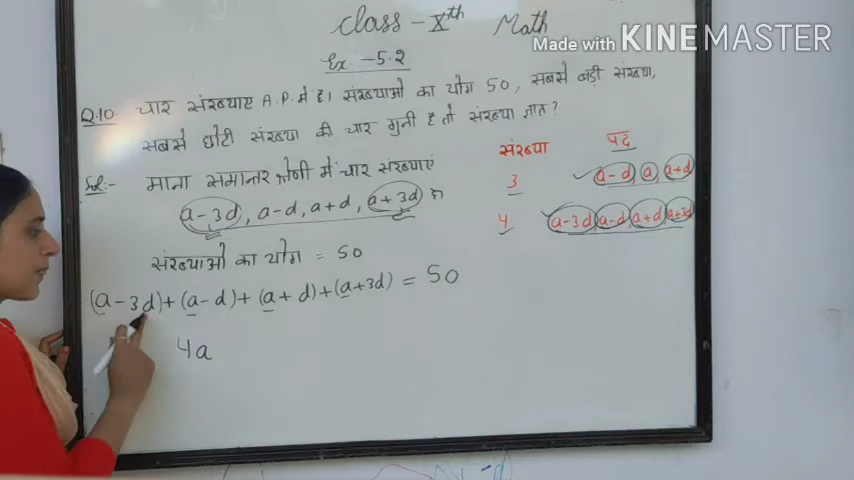 Class - Xth Math
Made with KINEMASTER
Ex - 5.2
Q.10. चार संख्याए A.P. में है। संख्याओ का योग 50, सबसे बड़ी संख्या,
सबसे छोटी संख्या की चार गुनी है तो संख्या ज्ञात?
Sol:- माना समान्तर श्रेणी में चार संख्याएं
a-3d, a-d, a+d, a+3d है
संख्याओ का योग = 50
(a-3d)+(a-d)+(a+d)+(a+3d) = 50
4a
संख्या पद
3 a-d, a, a+d
4 a-3d, a-d, a+d, a+3d